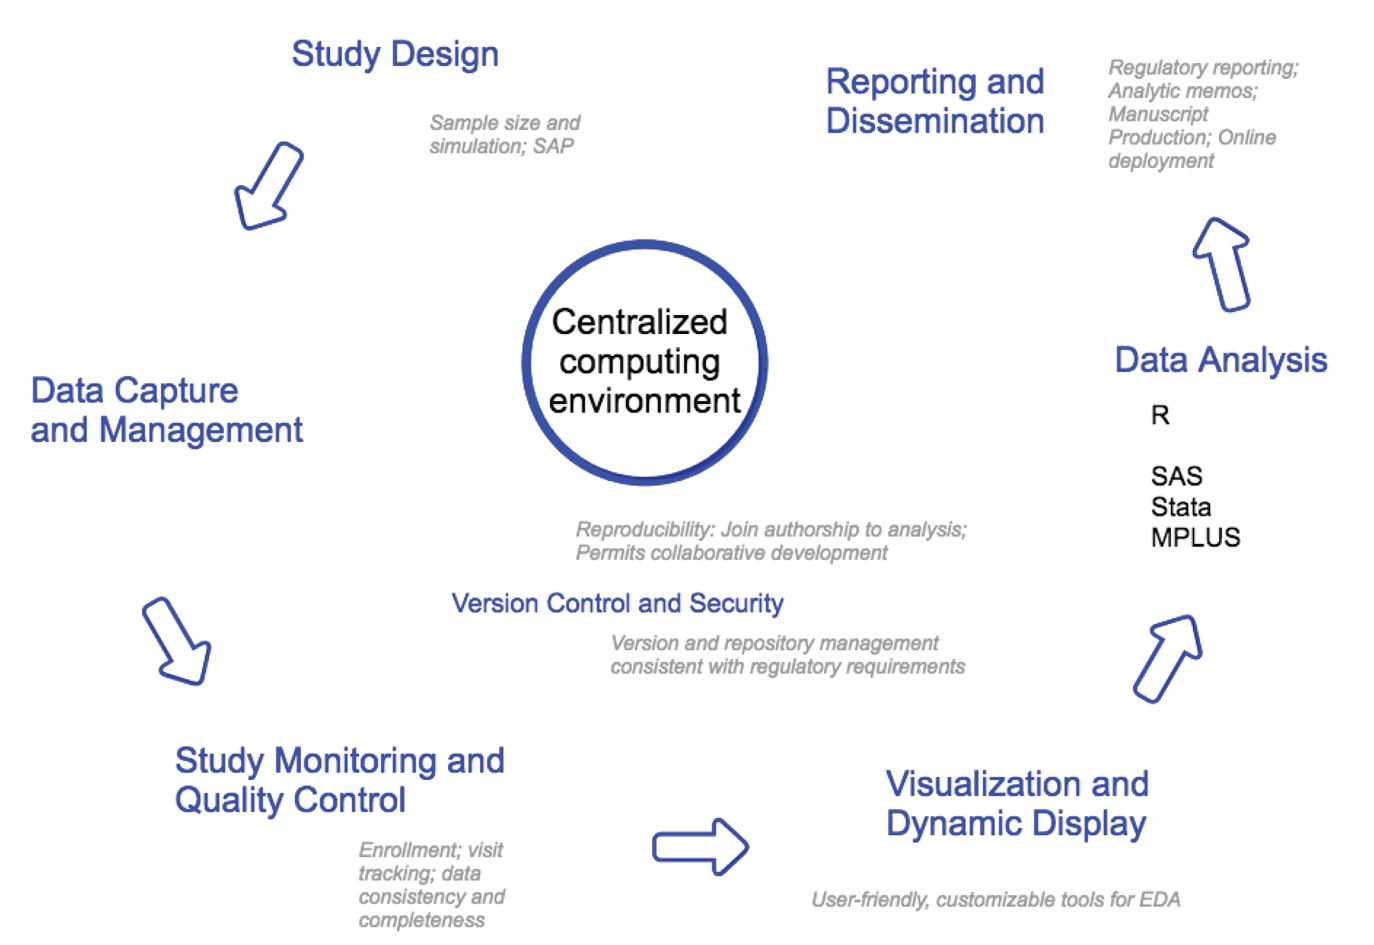 Study Design
Sample size and
simulation; SAP
Reporting and
Dissemination
Regulatory reporting;
Analytic memos;
Manuscript
Production; Online
deployment
Centralized
computing
environment
Data Capture
and Management
Data Analysis
R
SAS
Stata
MPLUS
Reproducibility: Join authorship to analysis;
Permits collaborative development
Version Control and Security
Version and repository management
consistent with regulatory requirements
Study Monitoring and
Quality Control
Enrollment; visit
tracking; data
consistency and
completeness
Visualization and
Dynamic Display
User-friendly, customizable tools for EDA